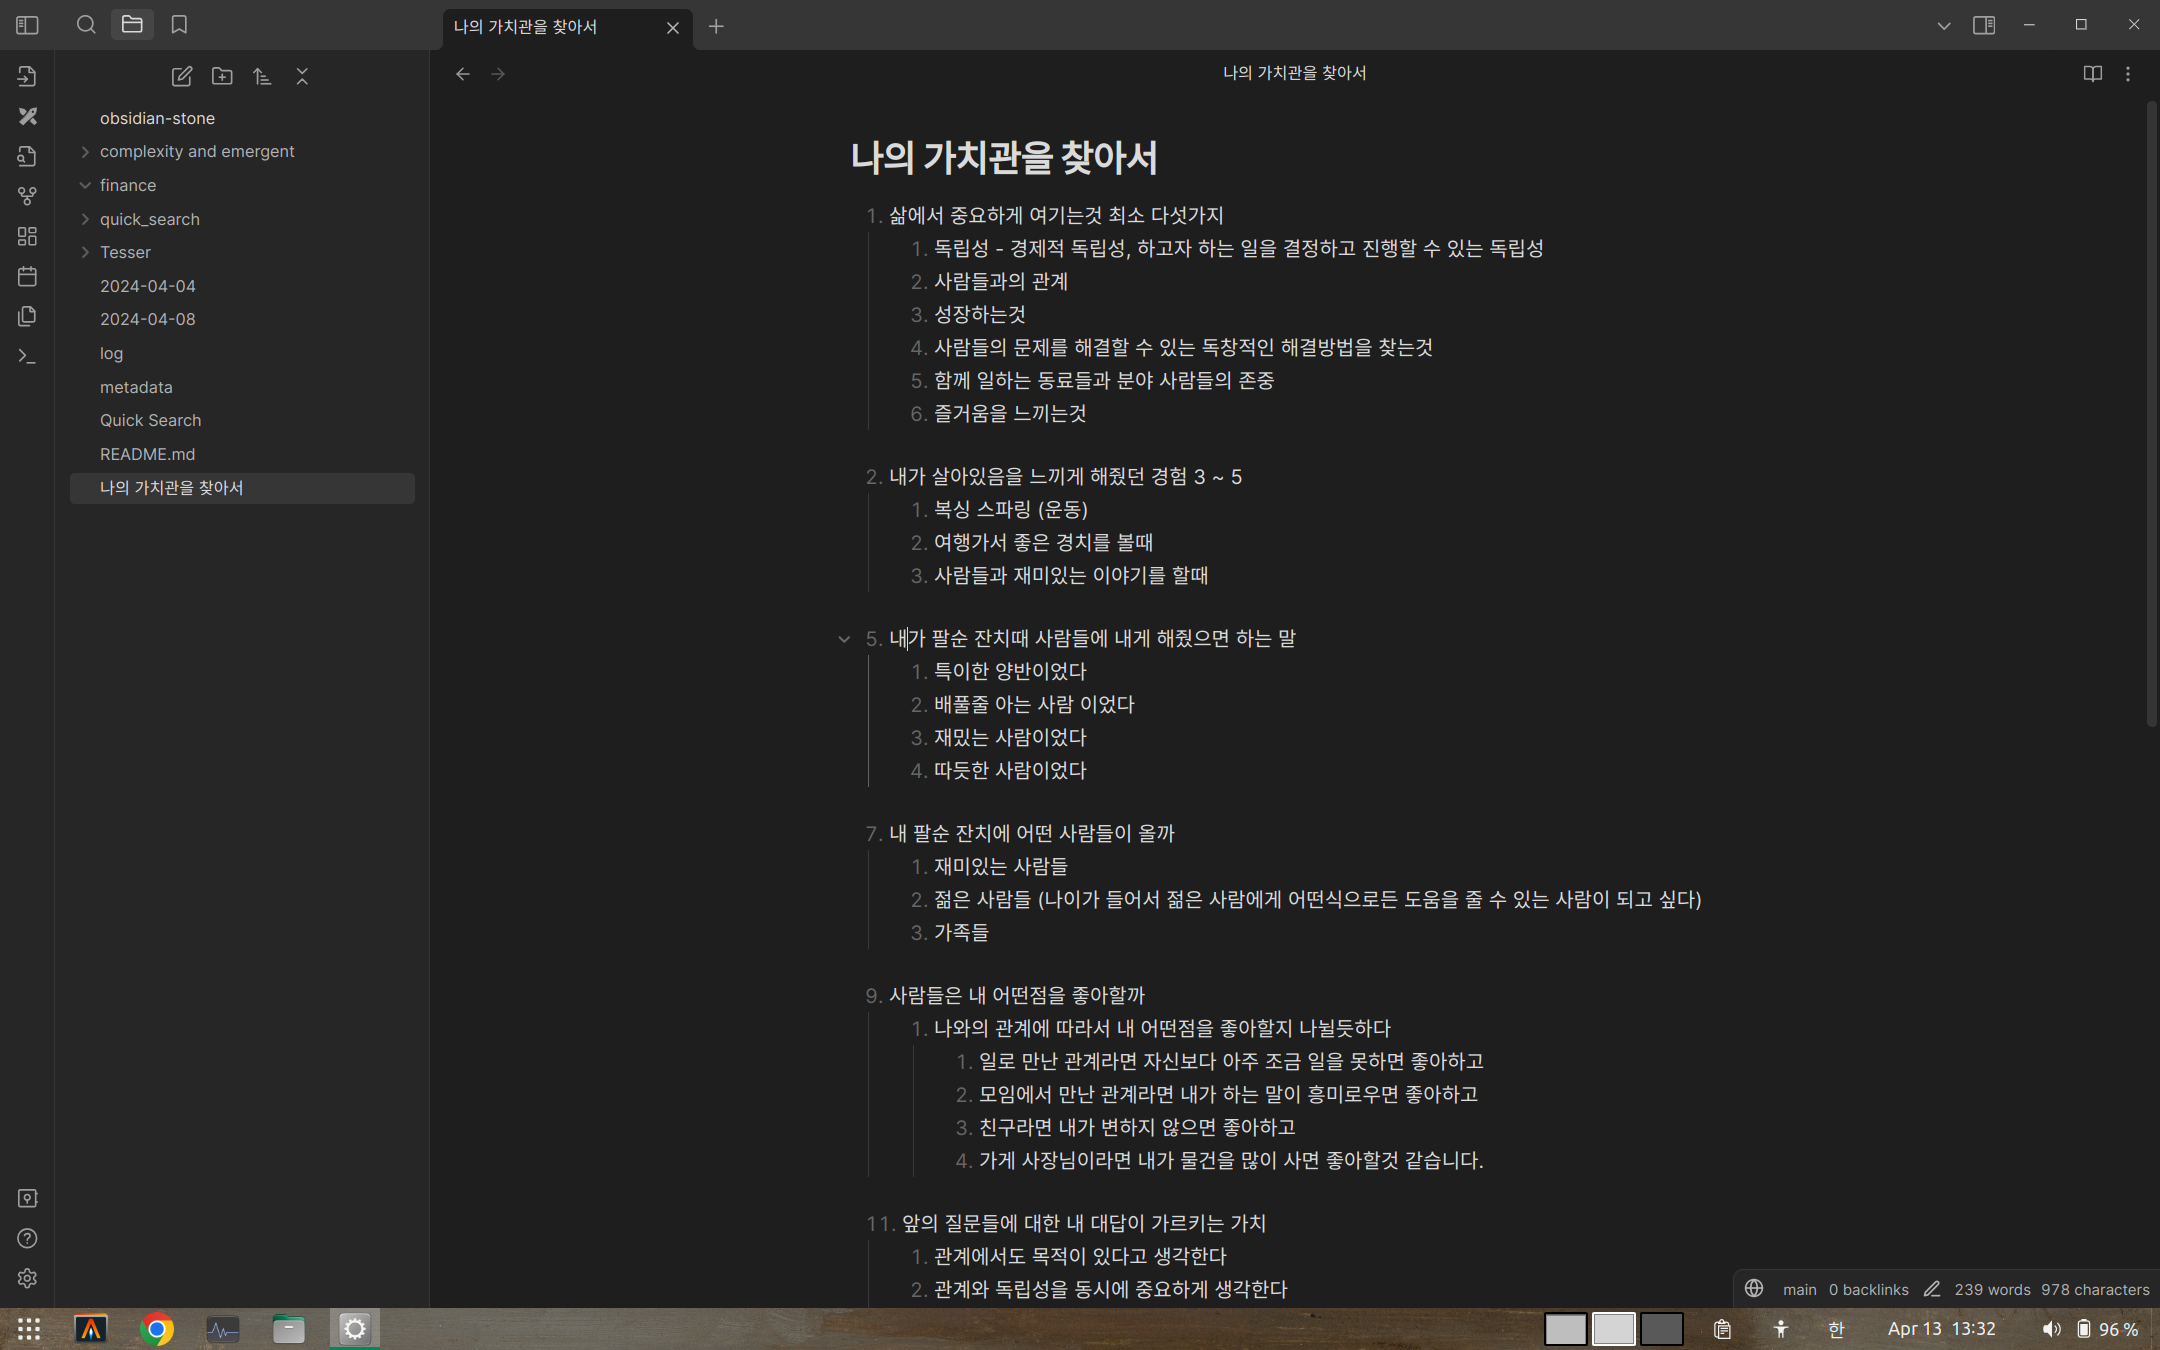 나의 가치관을 찾아서
obsidian-stone
complexity and emergent
finance
quick_search
Tesser
2024-04-04
2024-04-08
log
metadata
Quick Search
README.md
나의 가치관을 찾아서
나의 가치관을 찾아서
나의 가치관을 찾아서
1. 삶에서 중요하게 여기는것 최소 다섯가지
1. 독립성 - 경제적 독립성, 하고자 하는 일을 결정하고 진행할 수 있는 독립성
2. 사람들과의 관계
3. 성장하는것
4. 사람들의 문제를 해결할 수 있는 독창적인 해결방법을 찾는것
5. 함께 일하는 동료들과 분야 사람들의 존중
6. 즐거움을 느끼는것
2. 내가 살아있음을 느끼게 해줬던 경험 3 ~ 5
1. 복싱 스파링 (운동)
2. 여행가서 좋은 경치를 볼때
3. 사람들과 재미있는 이야기를 할때
5. 내가 팔순 잔치때 사람들에 내게 해줬으면 하는 말
1. 특이한 양반이었다
2. 배풀줄 아는 사람 이었다
3. 재밌는 사람이었다
4. 따듯한 사람이었다
7. 내 팔순 잔치에 어떤 사람들이 올까
1. 재미있는 사람들
2. 젊은 사람들 (나이가 들어서 젊은 사람에게 어떤식으로든 도움을 줄 수 있는 사람이 되고 싶다)
3. 가족들
9. 사람들은 내 어떤점을 좋아할까
1. 나와의 관계에 따라서 내 어떤점을 좋아할지 나뉠듯하다
1. 일로 만난 관계라면 자신보다 아주 조금 일을 못하면 좋아하고
2. 모임에서 만난 관계라면 내가 하는 말이 흥미로우면 좋아하고
3. 친구라면 내가 변하지 않으면 좋아하고
4. 가게 사장님이라면 내가 물건을 많이 사면 좋아할것 같습니다.
11. 앞의 질문들에 대한 내 대답이 가르키는 가치
1. 관계에서도 목적이 있다고 생각한다
2. 관계와 독립성을 동시에 중요하게 생각한다
main 0 backlinks 239 words 978 characters
한 Apr 13 13:32 96 %